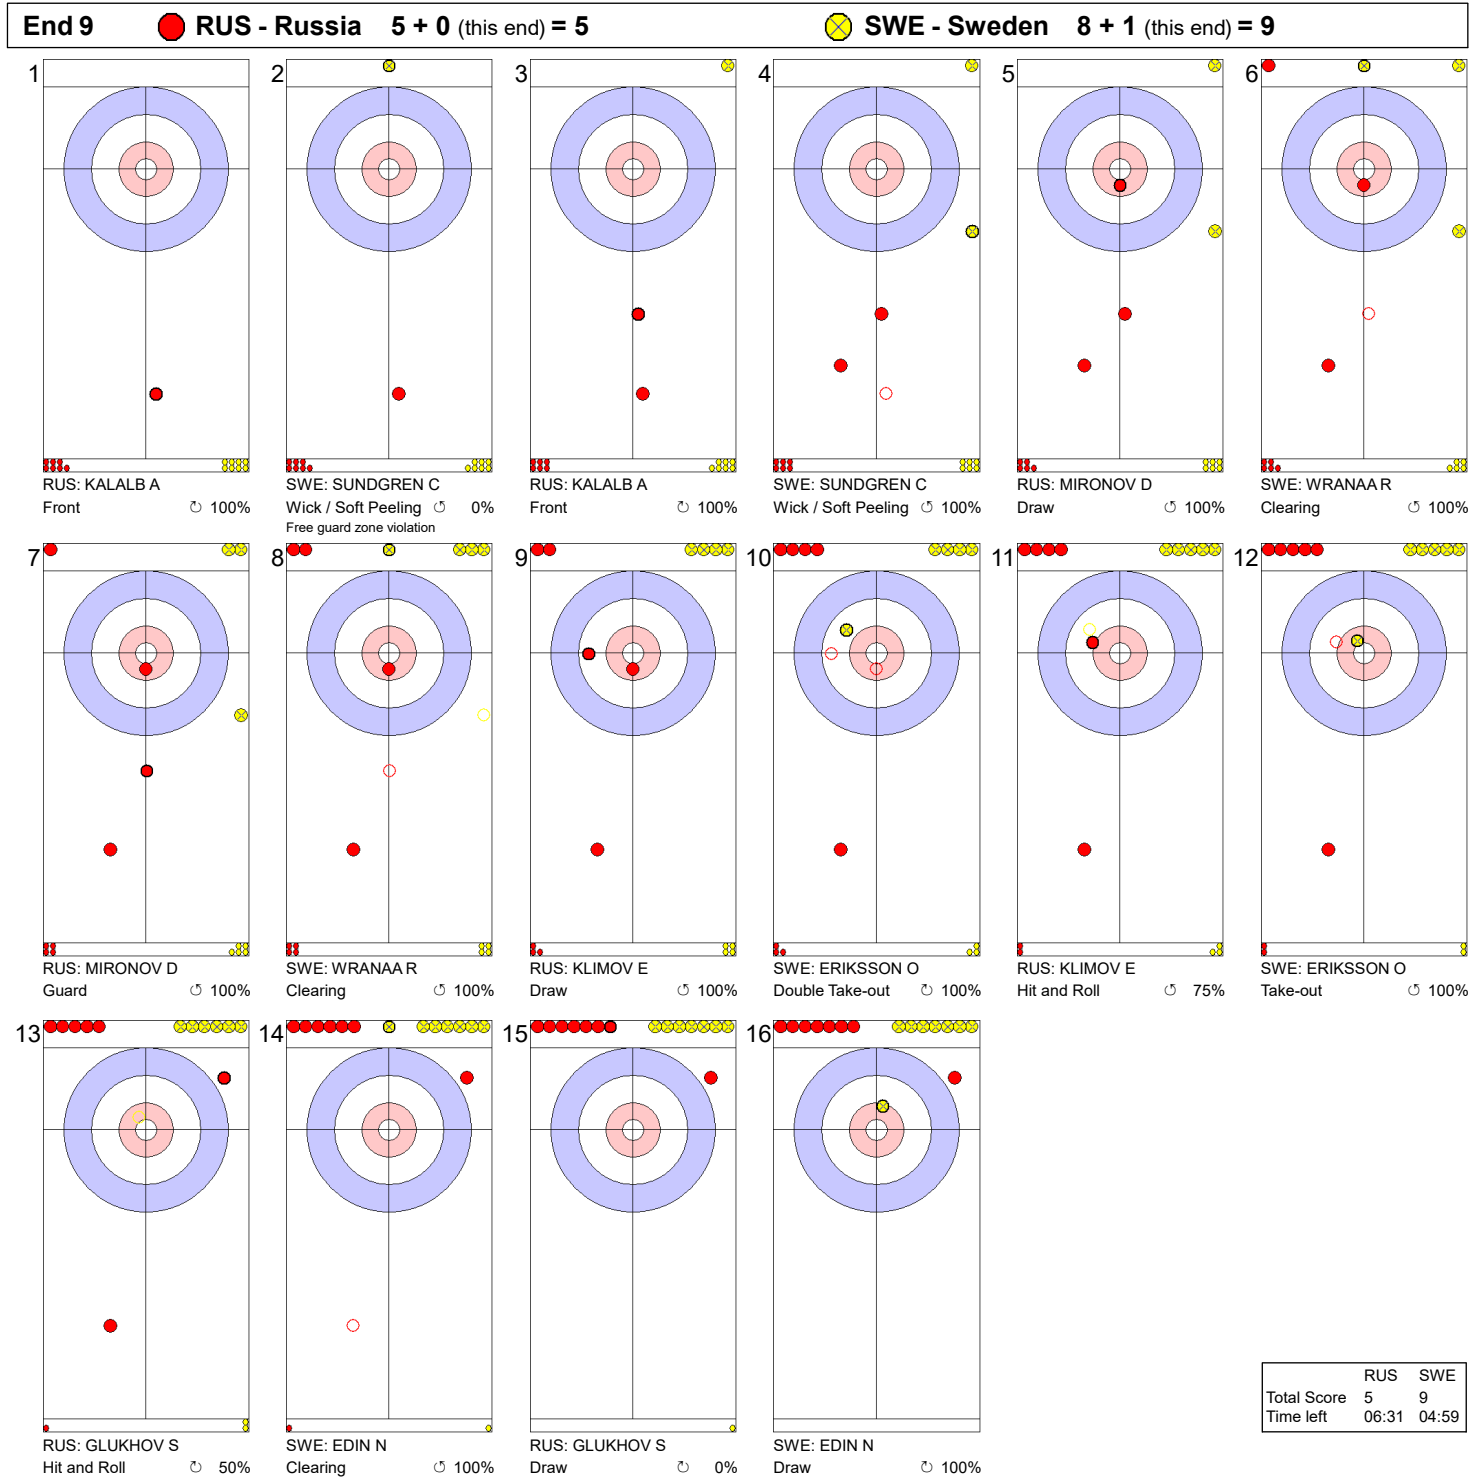 End 9 RUS - Russia 5 + 0 (this end) = 5 SWE - Sweden 8 + 1 (this end) = 9
1 2 3 4 5 6
RUS: KALALB A SWE: SUNDGREN C RUS: KALALB A SWE: SUNDGREN C RUS: MIRONOV D SWE: WRANAA R
Front ↻ 100% Wick / Soft Peeling ↺ 0% Front ↻ 100% Wick / Soft Peeling ↺ 100% Draw ↻ 100% Clearing ↺ 100%
Free guard zone violation
7 8 9 10 11 12
RUS: MIRONOV D SWE: WRANAA R RUS: KLIMOV E SWE: ERIKSSON O RUS: KLIMOV E SWE: ERIKSSON O
Guard ↺ 100% Clearing ↺ 100% Draw ↻ 100% Double Take-out ↻ 100% Hit and Roll ↺ 75% Take-out ↺ 100%
13 14 15 16
RUS: GLUKHOV S SWE: EDIN N RUS: GLUKHOV S SWE: EDIN N
Hit and Roll ↻ 50% Clearing ↺ 100% Draw ↻ 0% Draw ↻ 100%
RUS SWE
Total Score 5 9
Time left 06:31 04:59